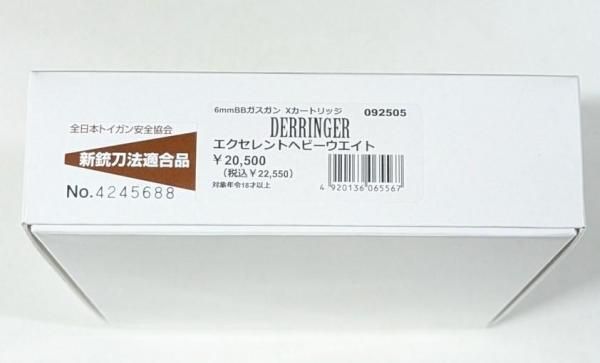 全日本トイガン安全協会
新銃刀法適合品
No.4245688
6mmBBガスガン Xカートリッジ 092505
DERRINGER
エクセレントヘビーウエイト
￥20,500
(税込￥22,550)
対象年令18才以上
4 920136 065567